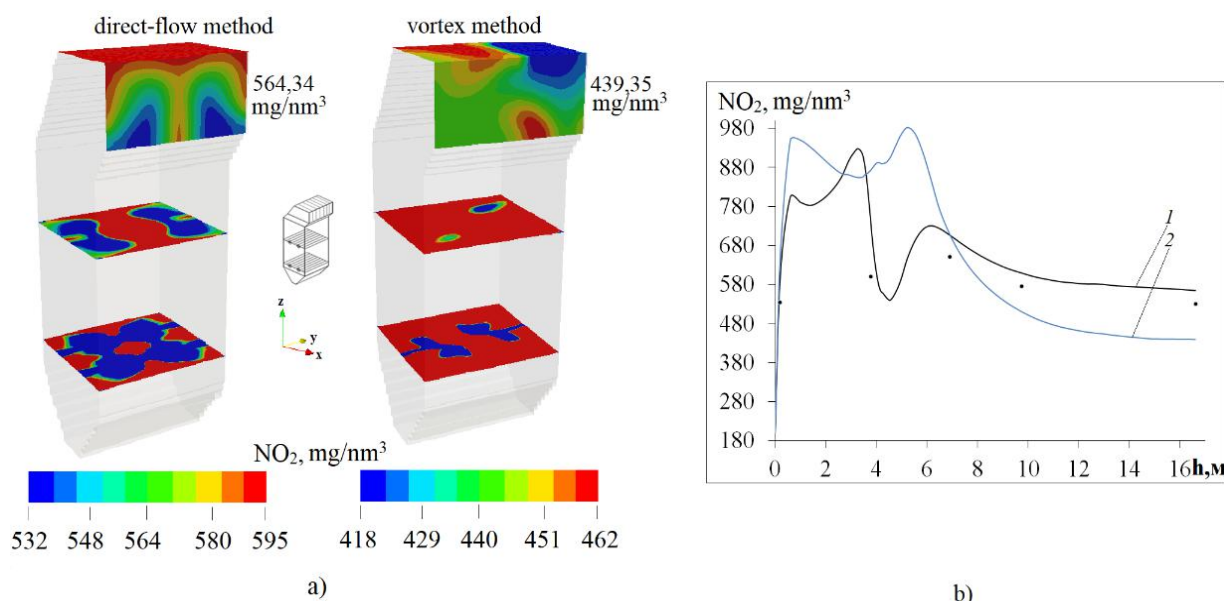 a)
direct-flow method
vortex method
564,34
mg/nm³
439,35
mg/nm³
z
y
x
NO₂, mg/nm³
532 548 564 580 595
418 429 440 451 462
a)
NO₂, mg/nm³
980
880
780
680
580
480
380
280
180
0 2 4 6 8 10 12 14 16 h,м
1
2
b)